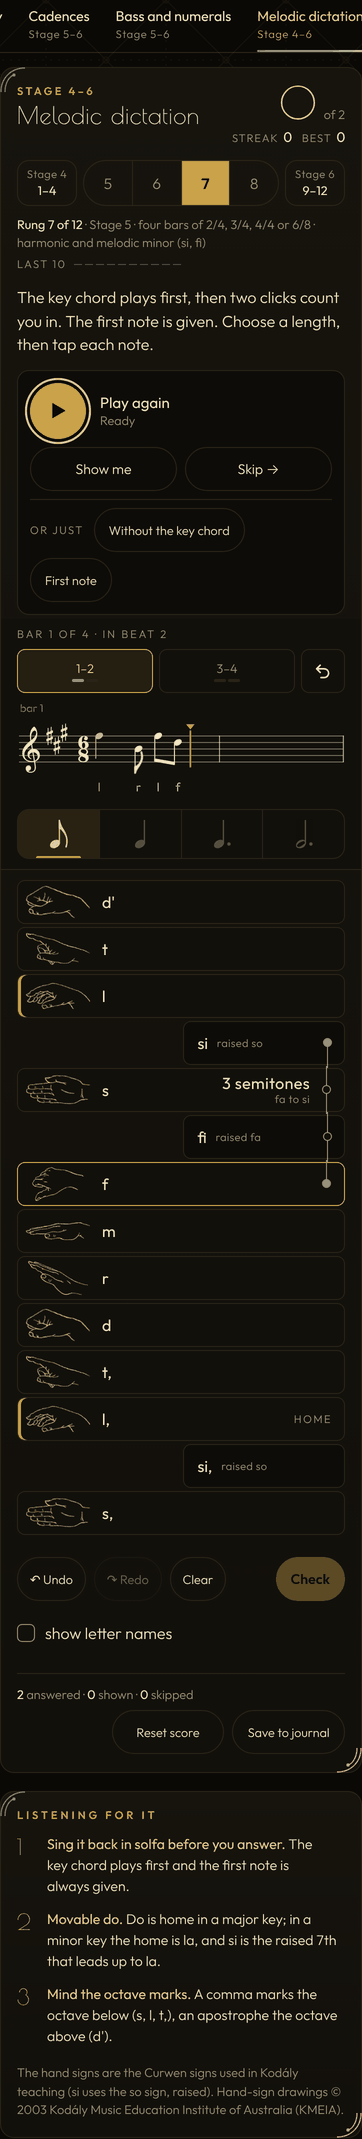 Cadences
Stage 5–6
Bass and numerals
Stage 5–6
Melodic dictation
Stage 4–6
STAGE 4–6
Melodic dictation
of 2
STREAK 0 BEST 0
Stage 4
1–4
5
6
7
8
Stage 6
9–12
Rung 7 of 12 · Stage 5 · four bars of 2/4, 3/4, 4/4 or 6/8 ·
harmonic and melodic minor (si, fi)
LAST 10
The key chord plays first, then two clicks count
you in. The first note is given. Choose a length,
then tap each note.
Play again
Ready
Show me
Skip →
OR JUST
Without the key chord
First note
BAR 1 OF 4 · IN BEAT 2
1–2
3–4
bar 1
6
8
l r l f
d'
t
l
si raised so
s
3 semitones
fa to si
fi raised fa
f
m
r
d
t,
l,
HOME
si, raised so
s,
↶ Undo
↷ Redo
Clear
Check
show letter names
2 answered · 0 shown · 0 skipped
Reset score
Save to journal
LISTENING FOR IT
1 Sing it back in solfa before you answer. The
key chord plays first and the first note is
always given.
2 Movable do. Do is home in a major key; in a
minor key the home is la, and si is the raised 7th
that leads up to la.
3 Mind the octave marks. A comma marks the
octave below (s, l, t,), an apostrophe the octave
above (d').
The hand signs are the Curwen signs used in Kodály
teaching (si uses the so sign, raised). Hand-sign drawings ©
2003 Kodály Music Education Institute of Australia (KMEIA).